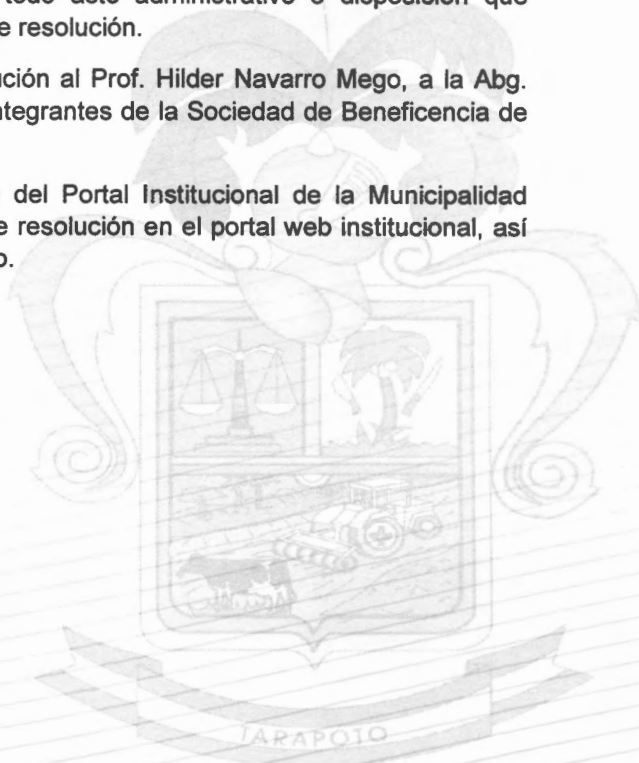 e resolución.
ución al Prof. Hilder Navarro Mego, a la Abg.
ntegrantes de la Sociedad de Beneficencia de
del Portal Institucional de la Municipalidad
e resolución en el portal web institucional, así
o.
TARAPOTO